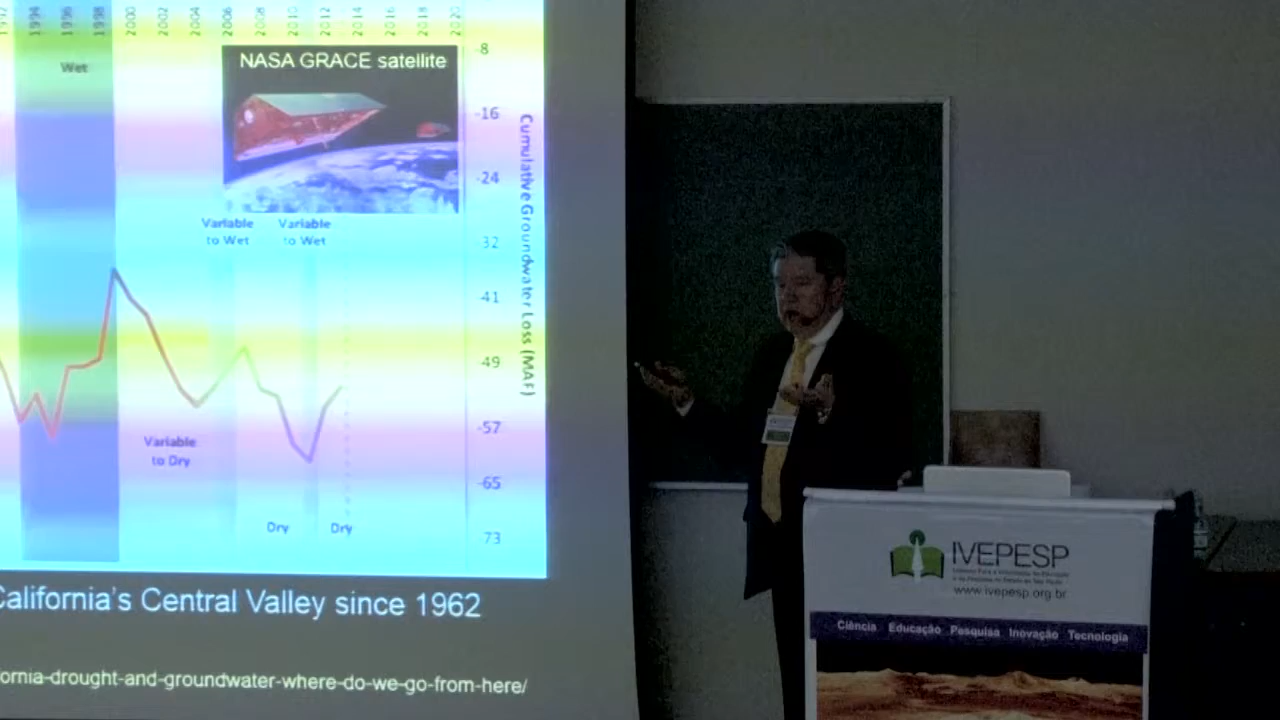 1994
1996
1998
2000
2002
2004
2006
2008
2010
2012
2014
2016
2018
2020
Wet
NASA GRACE satellite
-8
-16
-24
32
-41
-49
-57
-65
73
Cumulative Groundwater Loss (MAF)
Variable
to Wet
Variable
to Wet
Variable
to Dry
Dry
Dry
California's Central Valley since 1962
ornia-drought-and-groundwater-where-do-we-go-from-here/
IVEPESP
www.ivepesp.org.br
Ciência Educação Pesquisa Inovação Tecnologia